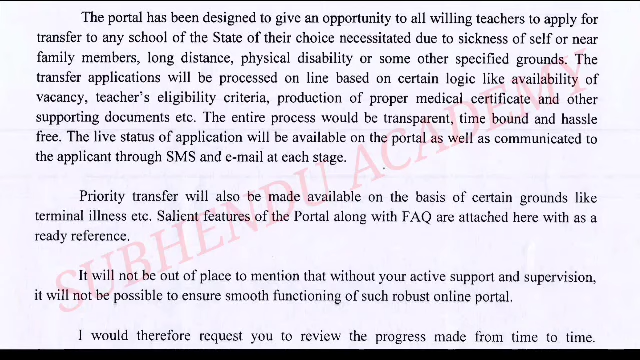 The portal has been designed to give an opportunity to all willing teachers to apply for
transfer to any school of the State of their choice necessitated due to sickness of self or near
family members, long distance, physical disability or some other specified grounds. The
transfer applications will be processed on line based on certain logic like availability of
vacancy, teacher's eligibility criteria, production of proper medical certificate and other
supporting documents etc. The entire process would be transparent, time bound and hassle
free. The live status of application will be available on the portal as well as communicated to
the applicant through SMS and e-mail at each stage.
Priority transfer will also be made available on the basis of certain grounds like
terminal illness etc. Salient features of the Portal along with FAQ are attached here with as a
ready reference.
It will not be out of place to mention that without your active support and supervision,
it will not be possible to ensure smooth functioning of such robust online portal.
I would therefore request you to review the progress made from time to time.
SUBHENDU ACADEMY